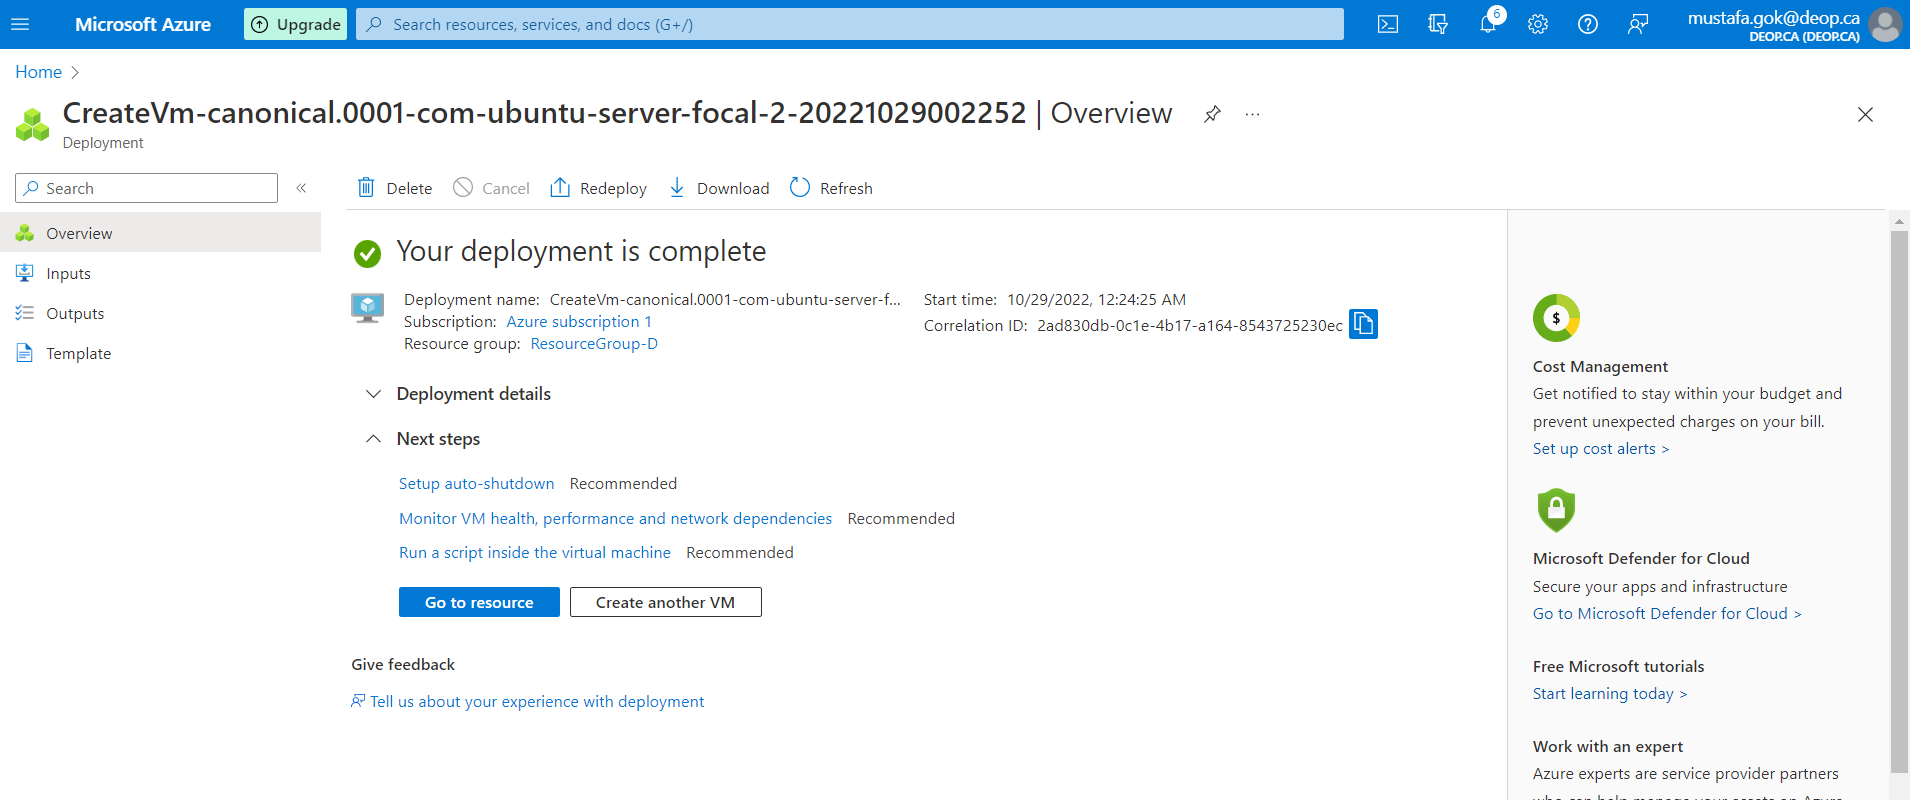 Microsoft Azure
Upgrade
Search resources, services, and docs (G+/)
6
mustafa.gok@deop.ca
DEOP.CA (DEOP.CA)
Home
CreateVm-canonical.0001-com-ubuntu-server-focal-2-20221029002252 | Overview
Deployment
Search
Delete
Cancel
Redeploy
Download
Refresh
Overview
Inputs
Outputs
Template
Your deployment is complete
Deployment name: CreateVm-canonical.0001-com-ubuntu-server-f...
Subscription: Azure subscription 1
Resource group: ResourceGroup-D
Start time: 10/29/2022, 12:24:25 AM
Correlation ID: 2ad830db-0c1e-4b17-a164-8543725230ec
Deployment details
Next steps
Setup auto-shutdown Recommended
Monitor VM health, performance and network dependencies Recommended
Run a script inside the virtual machine Recommended
Go to resource
Create another VM
Give feedback
Tell us about your experience with deployment
$
Cost Management
Get notified to stay within your budget and
prevent unexpected charges on your bill.
Set up cost alerts >
Microsoft Defender for Cloud
Secure your apps and infrastructure
Go to Microsoft Defender for Cloud >
Free Microsoft tutorials
Start learning today >
Work with an expert
Azure experts are service provider partners
who can help manage your assets on Azure